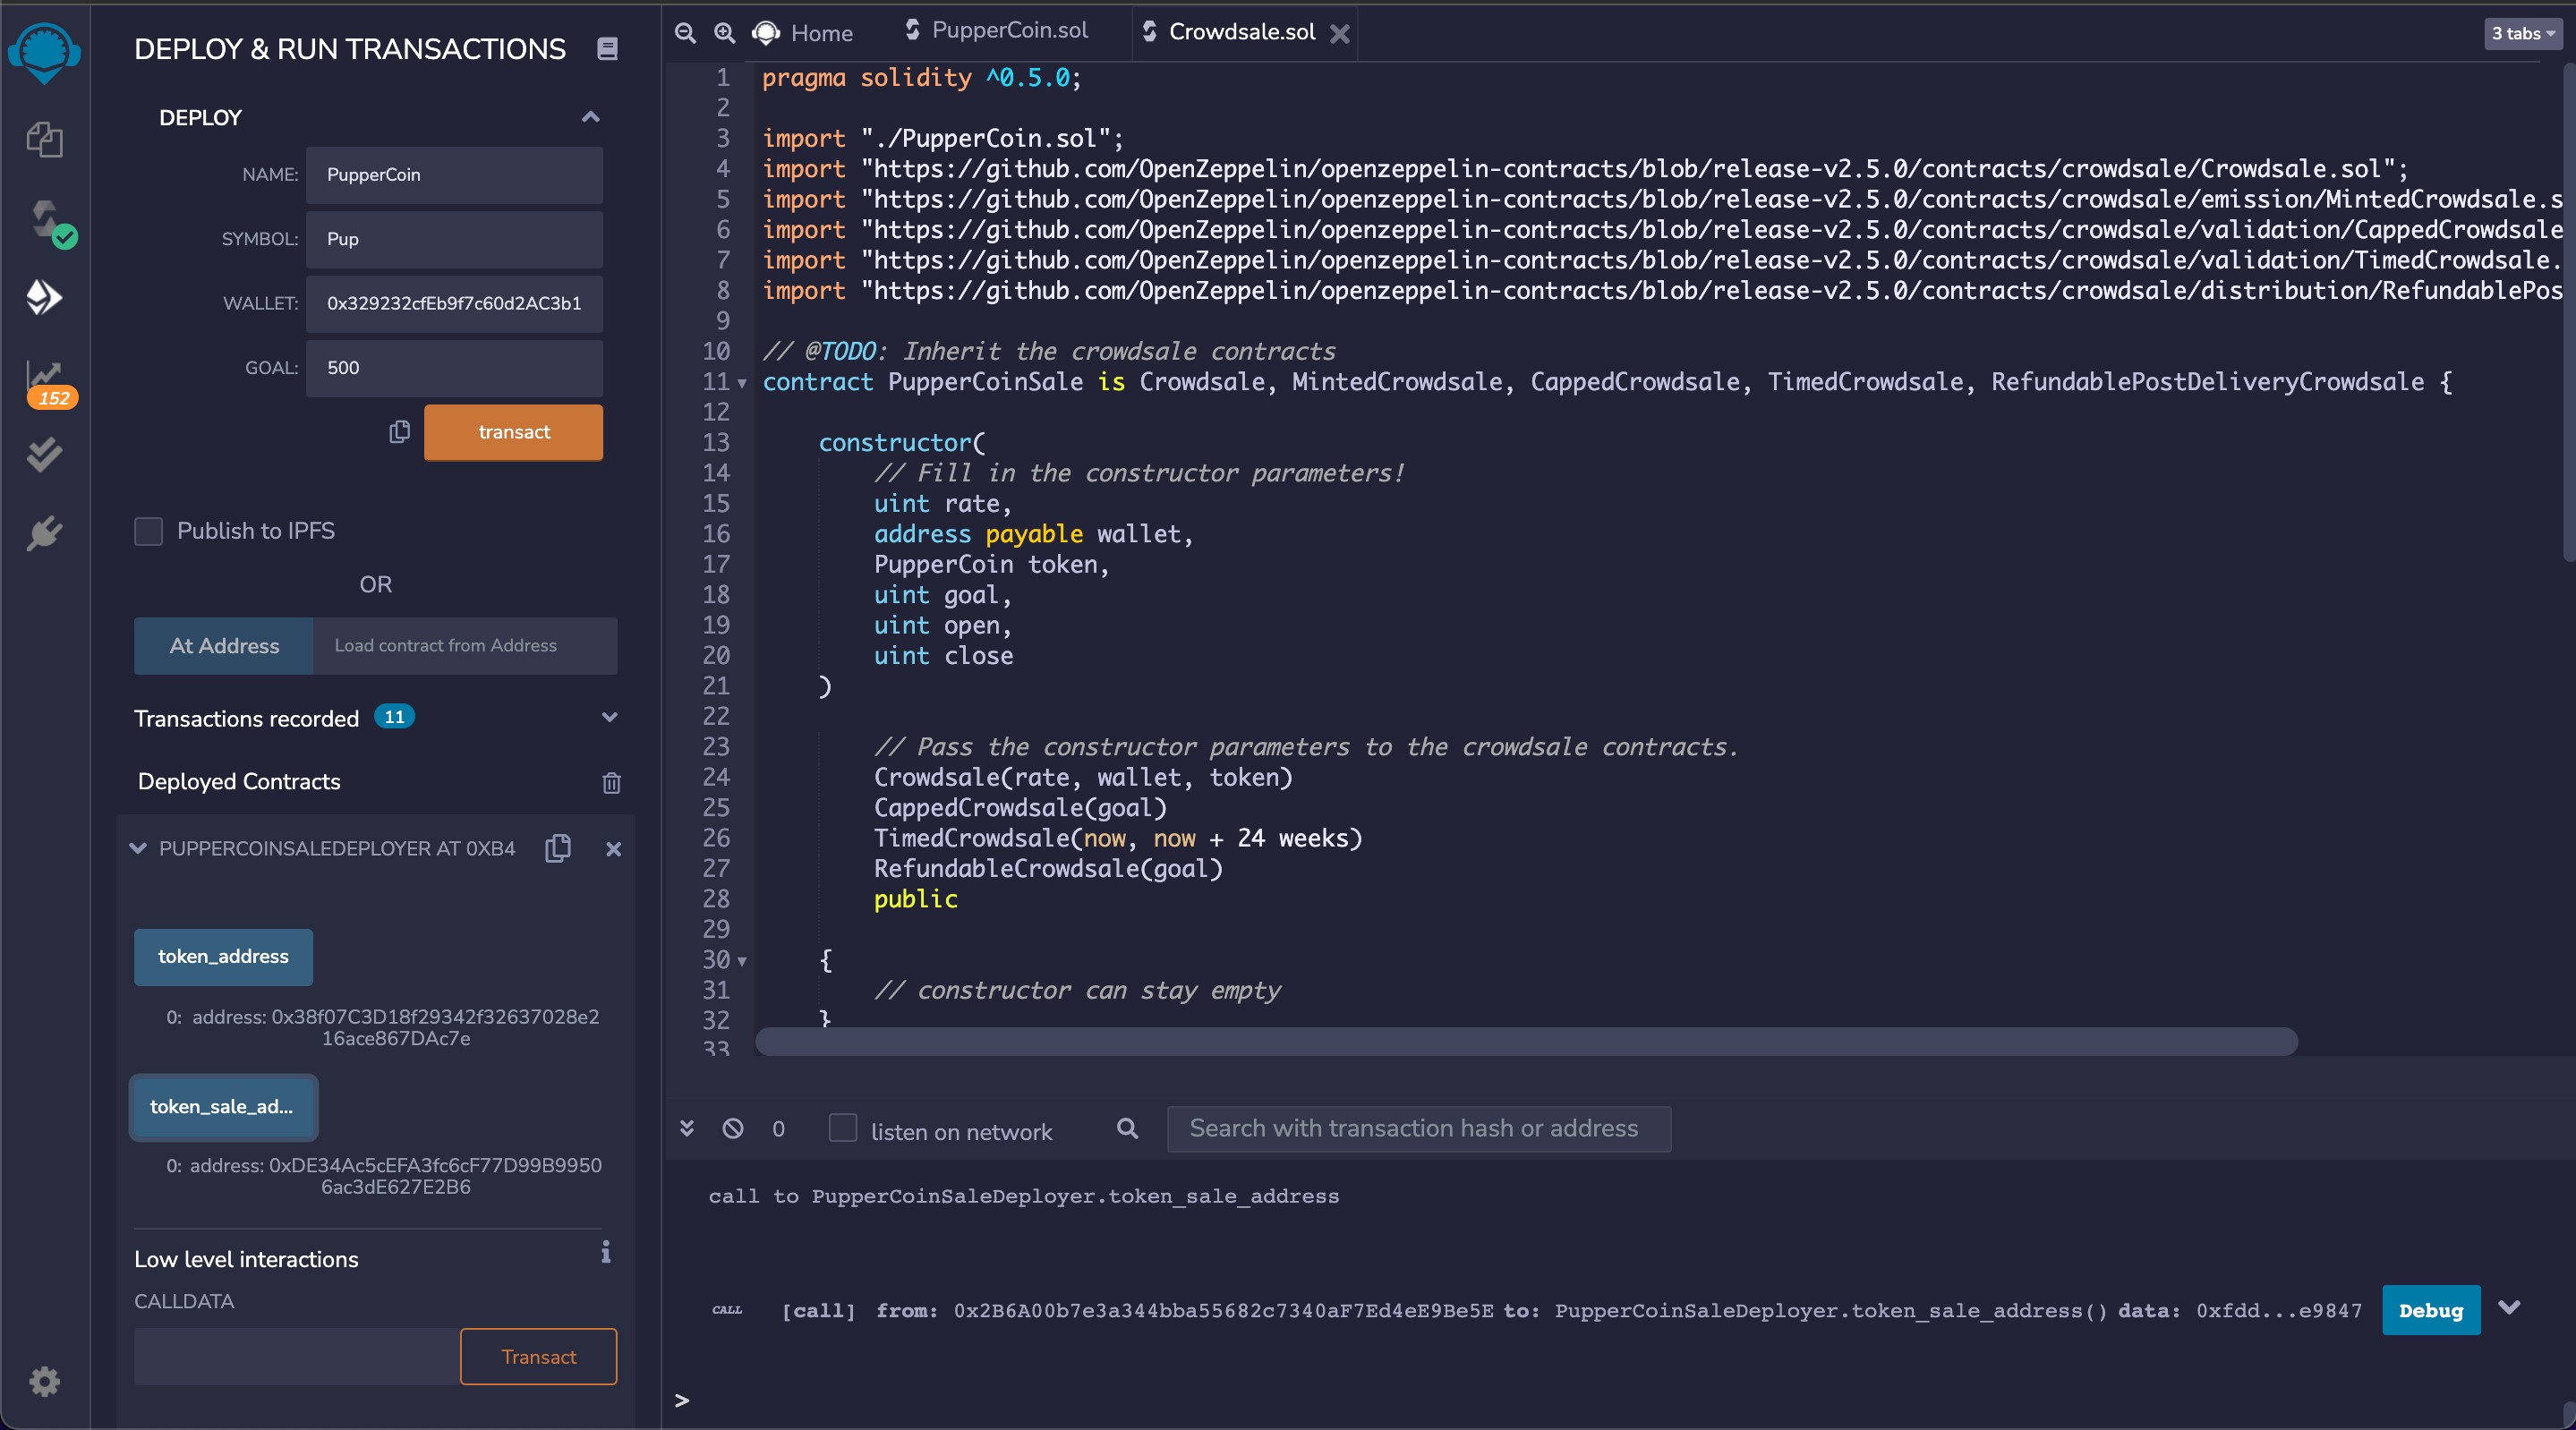 DEPLOY & RUN TRANSACTIONS
DEPLOY
NAME: PupperCoin
SYMBOL: Pup
WALLET: 0x329232cfEb9f7c60d2AC3b1
GOAL: 500
transact
Publish to IPFS
OR
At Address Load contract from Address
Transactions recorded 11
Deployed Contracts
PUPPERCOINSALEDEPLOYER AT 0XB4
token_address
0: address: 0x38f07C3D18f29342f32637028e2
16ace867DAc7e
token_sale_ad...
0: address: 0xDE34Ac5cEFA3fc6cF77D99B9950
6ac3dE627E2B6
Low level interactions
CALLDATA
Transact
152
Home PupperCoin.sol Crowdsale.sol 3 tabs
1 pragma solidity ^0.5.0;
2
3 import "./PupperCoin.sol";
4 import "https://github.com/OpenZeppelin/openzeppelin-contracts/blob/release-v2.5.0/contracts/crowdsale/Crowdsale.sol";
5 import "https://github.com/OpenZeppelin/openzeppelin-contracts/blob/release-v2.5.0/contracts/crowdsale/emission/MintedCrowdsale.s
6 import "https://github.com/OpenZeppelin/openzeppelin-contracts/blob/release-v2.5.0/contracts/crowdsale/validation/CappedCrowdsale
7 import "https://github.com/OpenZeppelin/openzeppelin-contracts/blob/release-v2.5.0/contracts/crowdsale/validation/TimedCrowdsale.
8 import "https://github.com/OpenZeppelin/openzeppelin-contracts/blob/release-v2.5.0/contracts/crowdsale/distribution/RefundablePos
9
10 // @TODO: Inherit the crowdsale contracts
11 contract PupperCoinSale is Crowdsale, MintedCrowdsale, CappedCrowdsale, TimedCrowdsale, RefundablePostDeliveryCrowdsale {
12
13 constructor(
14 // Fill in the constructor parameters!
15 uint rate,
16 address payable wallet,
17 PupperCoin token,
18 uint goal,
19 uint open,
20 uint close
21 )
22
23 // Pass the constructor parameters to the crowdsale contracts.
24 Crowdsale(rate, wallet, token)
25 CappedCrowdsale(goal)
26 TimedCrowdsale(now, now + 24 weeks)
27 RefundableCrowdsale(goal)
28 public
29
30 {
31 // constructor can stay empty
32 }
33
0 listen on network Search with transaction hash or address
call to PupperCoinSaleDeployer.token_sale_address
CALL [call] from: 0x2B6A00b7e3a344bba55682c7340aF7Ed4eE9Be5E to: PupperCoinSaleDeployer.token_sale_address() data: 0xfdd...e9847 Debug
>